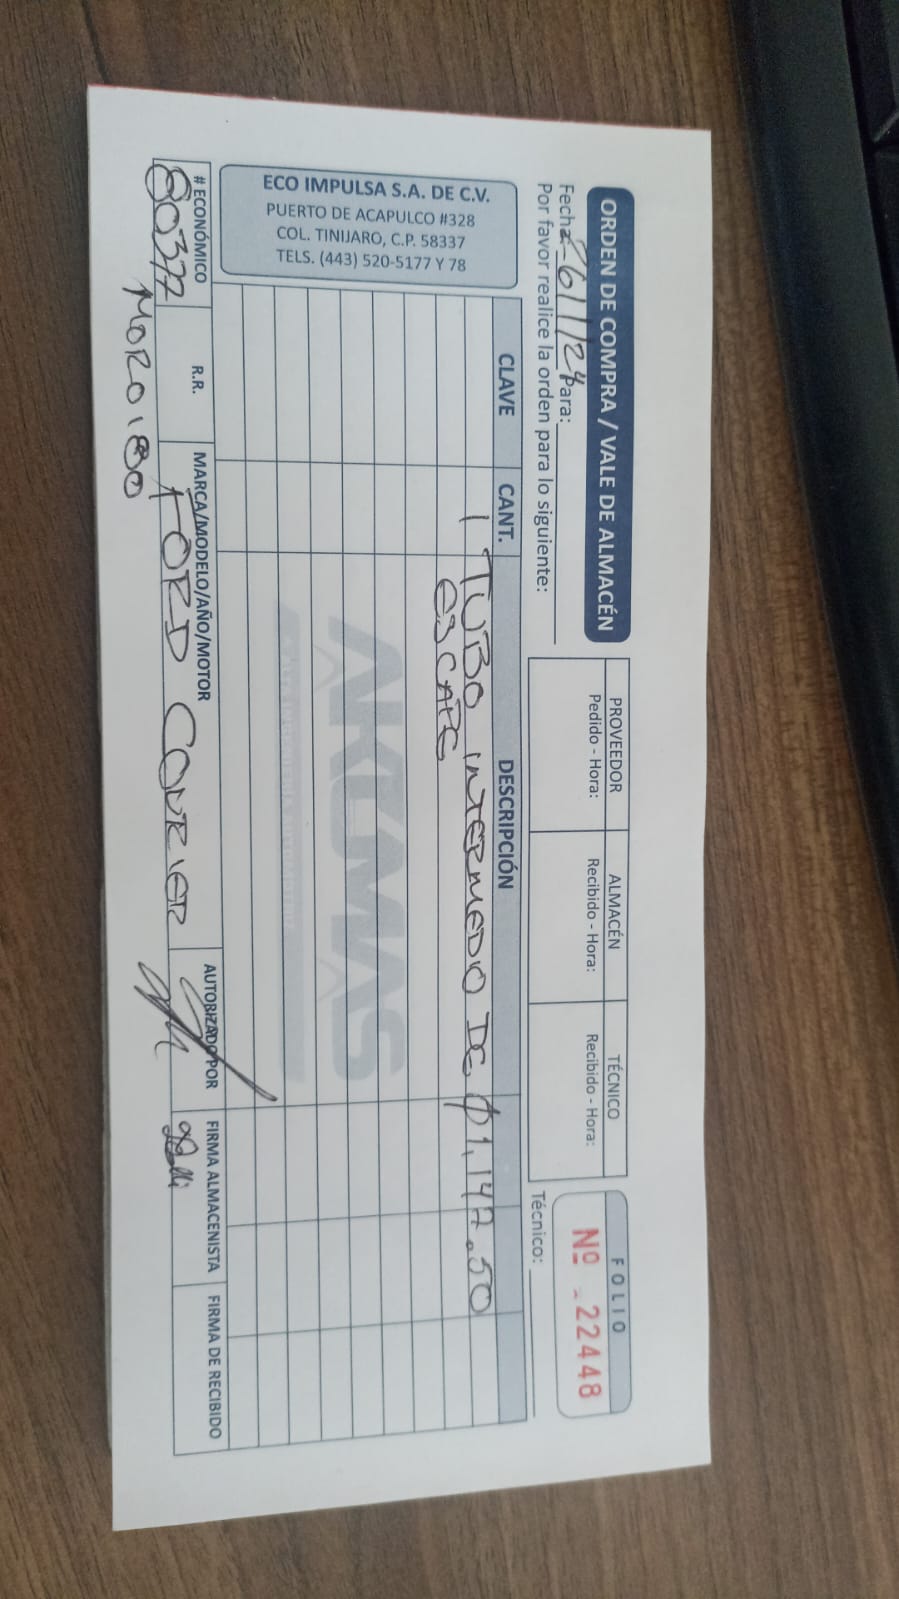 ORDEN DE COMPRA / VALE DE ALMACÉN
Fecha: 26/1/24 Para:
Por favor realice la orden para lo siguiente:
PROVEEDOR
Pedido - Hora:
ALMACÉN
Recibido - Hora:
TÉCNICO
Recibido - Hora:
FOLIO
Nº 22448
Técnico:
ECO IMPULSA S.A. DE C.V.
PUERTO DE ACAPULCO #328
COL. TINIJARO, C.P. 58337
TELS. (443) 520-5177 Y 78
CLAVE CANT. DESCRIPCIÓN
1 TUBO INTERMEDIO DE $1,147.50
ESCAPE
AKUMAS
# ECONÓMICO R.R. MARCA/MODELO/AÑO/MOTOR AUTORIZADO POR FIRMA ALMACENISTA FIRMA DE RECIBIDO
80377 FORD COURIER
MOR0180